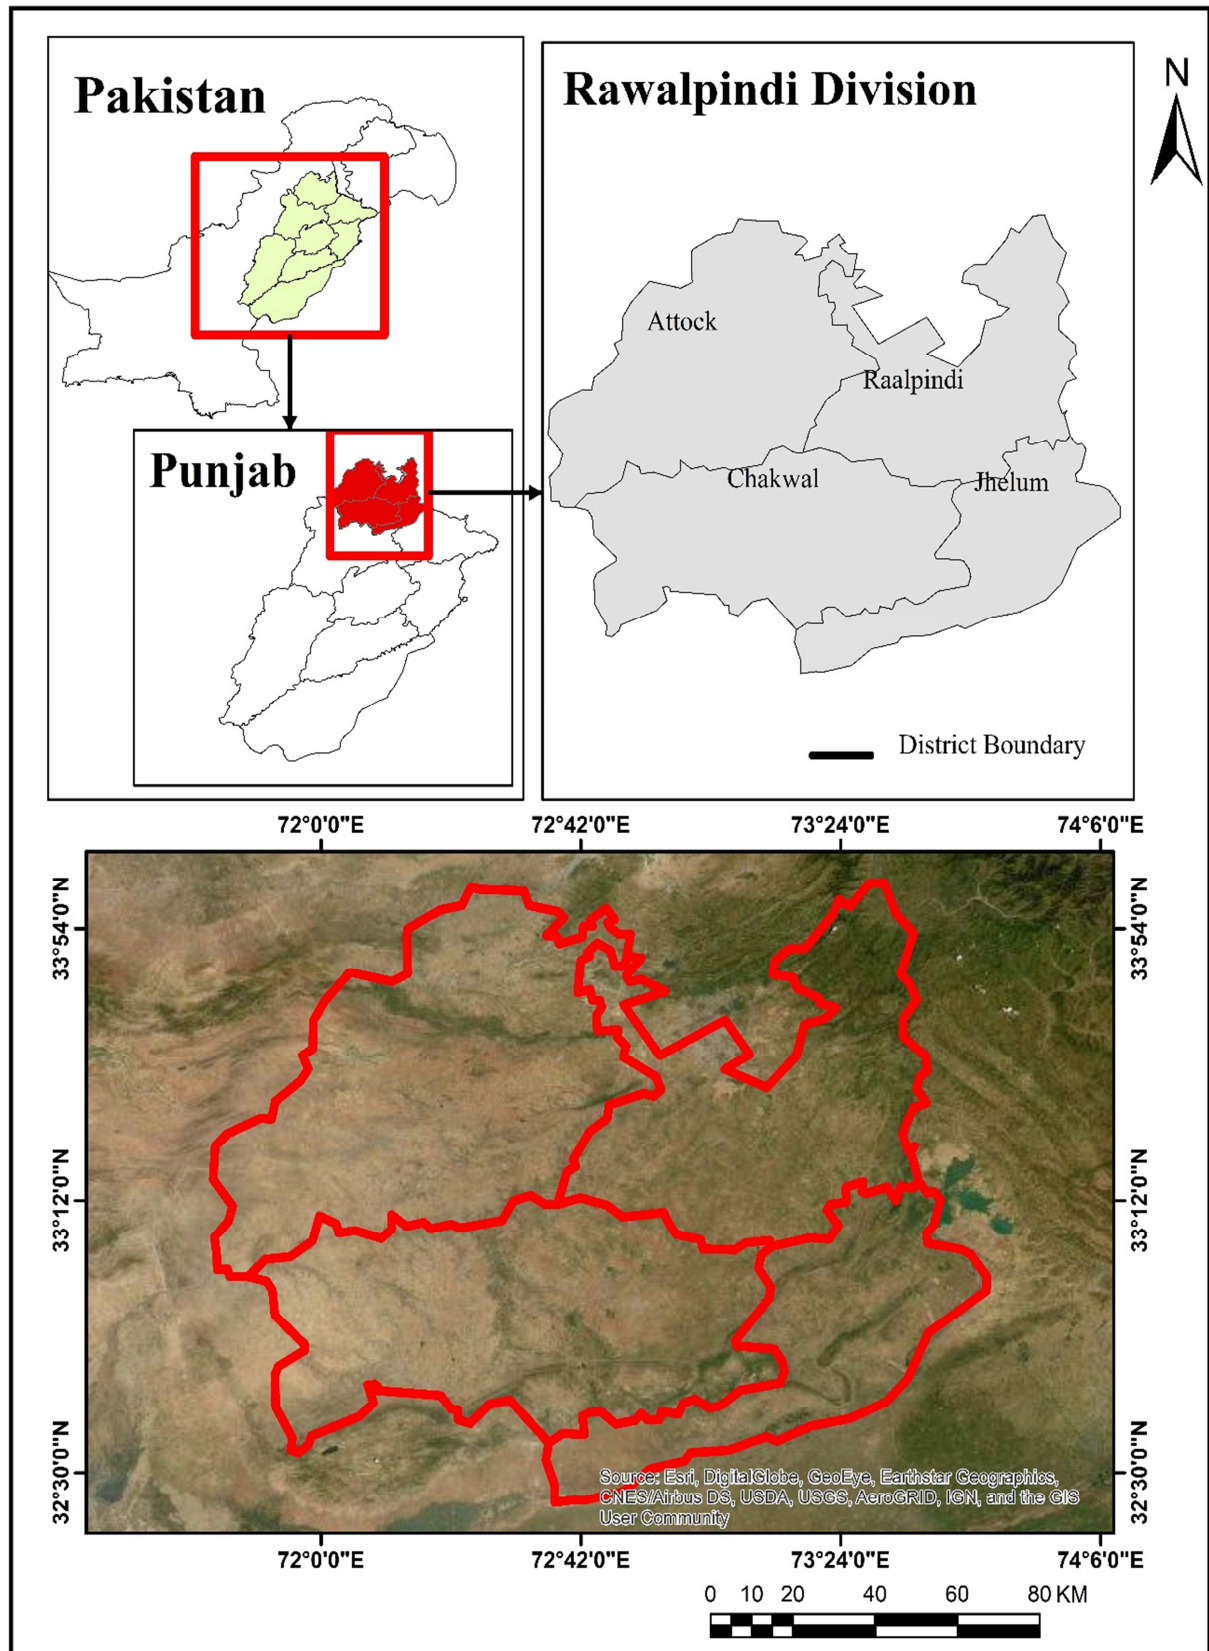 Pakistan
Rawalpindi Division
N
Attock
Raalpindi
Punjab
Chakwal
Jhelum
District Boundary
72°0'0"E
72°42'0"E
73°24'0"E
74°6'0"E
33°54'0"N
33°54'0"N
33°12'0"N
33°12'0"N
32°30'0"N
32°30'0"N
Source: Esri, DigitalGlobe, GeoEye, Earthstar Geographics,
CNES/Airbus DS, USDA, USGS, AeroGRID, IGN, and the GIS
User Community
72°0'0"E
72°42'0"E
73°24'0"E
74°6'0"E
0 10 20 40 60 80 KM